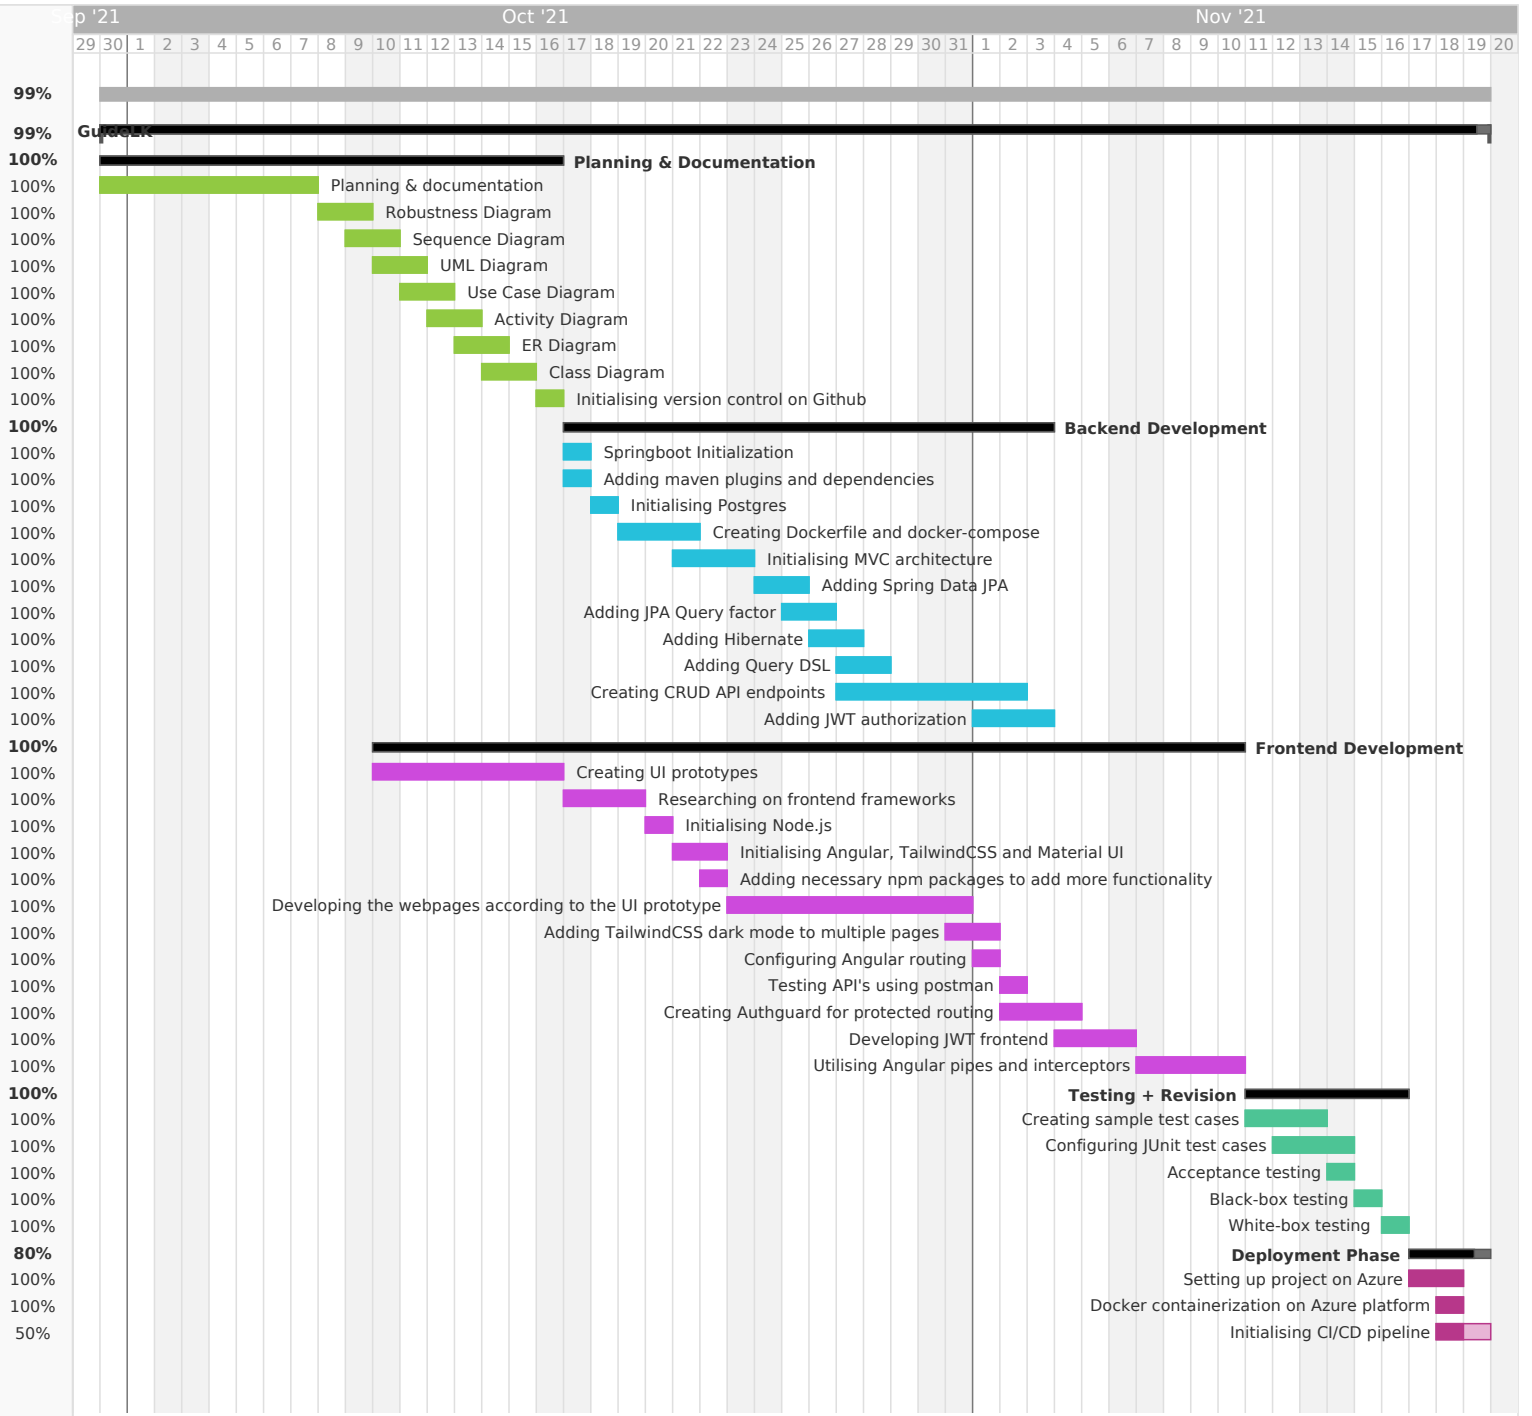 Sep '21 Oct '21 Nov '21
29 30 1 2 3 4 5 6 7 8 9 10 11 12 13 14 15 16 17 18 19 20 21 22 23 24 25 26 27 28 29 30 31 1 2 3 4 5 6 7 8 9 10 11 12 13 14 15 16 17 18 19 20
99%
99% GuideLK
100% Planning & Documentation
100% Planning & documentation
100% Robustness Diagram
100% Sequence Diagram
100% UML Diagram
100% Use Case Diagram
100% Activity Diagram
100% ER Diagram
100% Class Diagram
100% Initialising version control on Github
100% Backend Development
100% Springboot Initialization
100% Adding maven plugins and dependencies
100% Initialising Postgres
100% Creating Dockerfile and docker-compose
100% Initialising MVC architecture
100% Adding Spring Data JPA
100% Adding JPA Query factor
100% Adding Hibernate
100% Adding Query DSL
100% Creating CRUD API endpoints
100% Adding JWT authorization
100% Frontend Development
100% Creating UI prototypes
100% Researching on frontend frameworks
100% Initialising Node.js
100% Initialising Angular, TailwindCSS and Material UI
100% Adding necessary npm packages to add more functionality
100% Developing the webpages according to the UI prototype
100% Adding TailwindCSS dark mode to multiple pages
100% Configuring Angular routing
100% Testing API's using postman
100% Creating Authguard for protected routing
100% Developing JWT frontend
100% Utilising Angular pipes and interceptors
100% Testing + Revision
100% Creating sample test cases
100% Configuring JUnit test cases
100% Acceptance testing
100% Black-box testing
100% White-box testing
80% Deployment Phase
100% Setting up project on Azure
100% Docker containerization on Azure platform
50% Initialising CI/CD pipeline